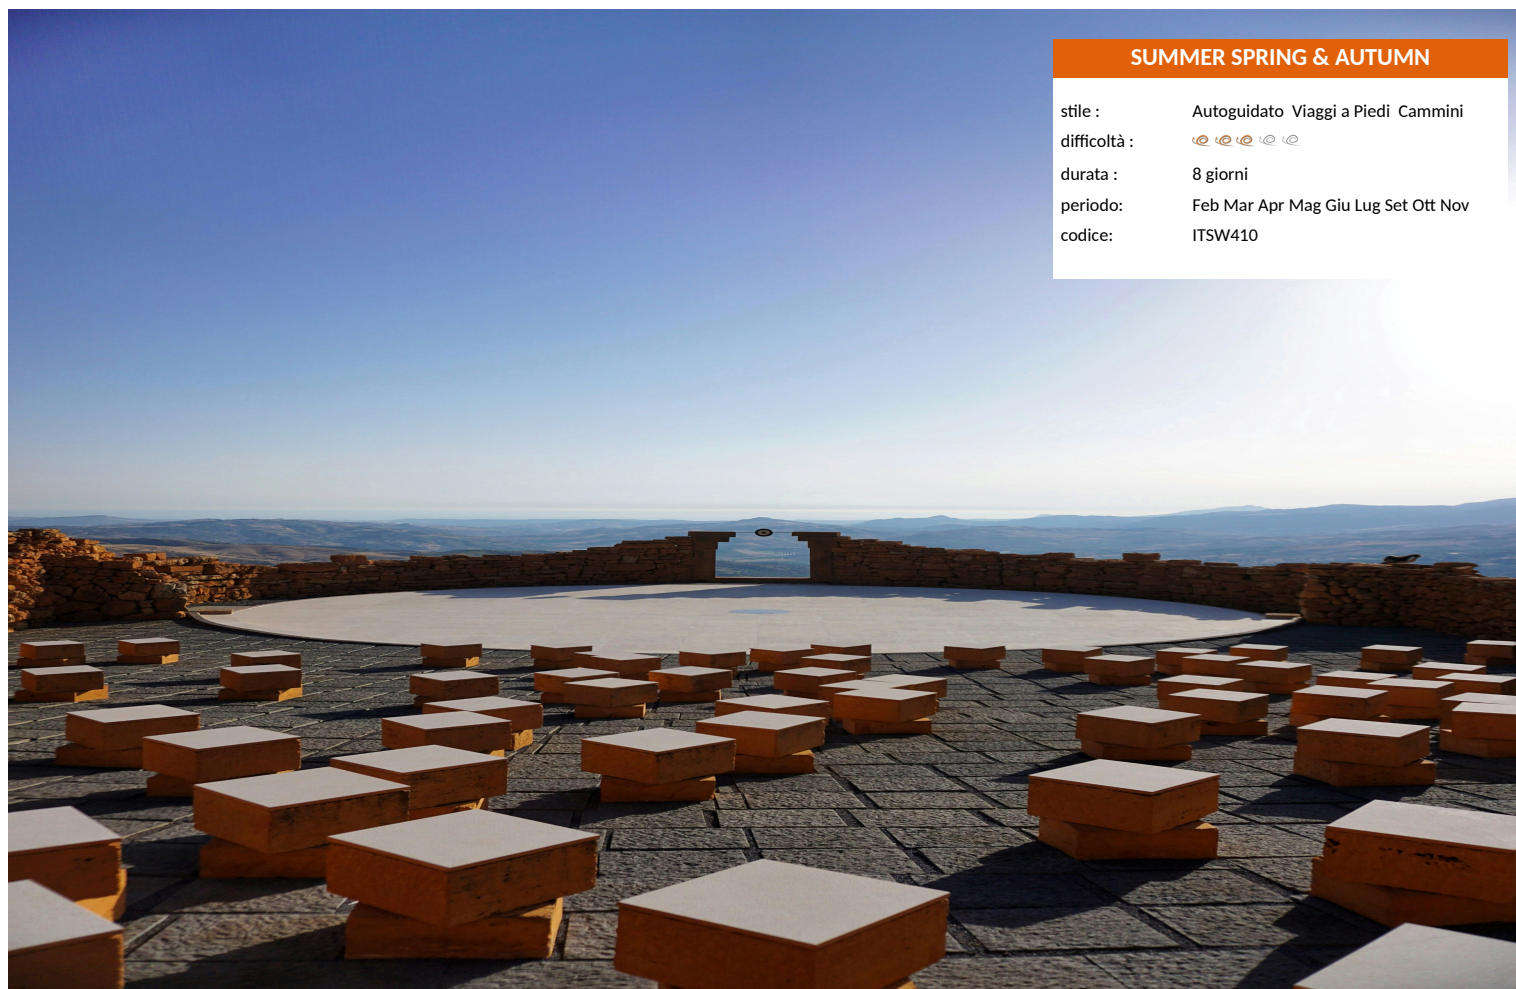 SUMMER SPRING & AUTUMN
stile : Autoguidato Viaggi a Piedi Cammini
difficoltà :
durata : 8 giorni
periodo: Feb Mar Apr Mag Giu Lug Set Ott Nov
codice: ITSW410